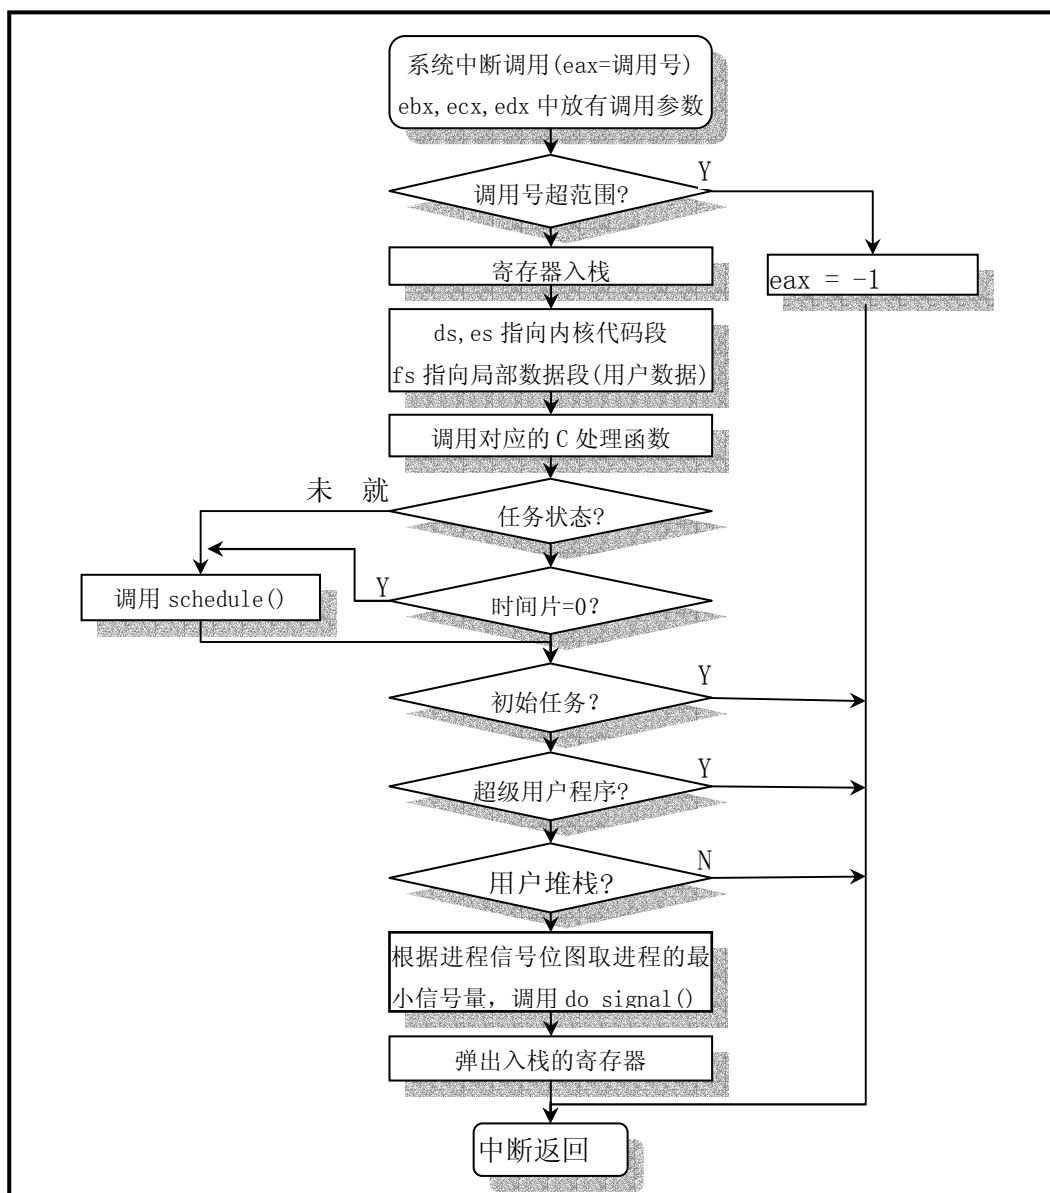 系统中断调用(eax=调用号)
ebx,ecx,edx 中放有调用参数
Y
调用号超范围?
寄存器入栈
eax = -1
ds,es 指向内核代码段
fs 指向局部数据段(用户数据)
调用对应的 C 处理函数
未 就
任务状态?
Y
调用 schedule()
时间片=0?
Y
初始任务?
Y
超级用户程序?
N
用户堆栈?
根据进程信号位图取进程的最
小信号量，调用 do signal()
弹出入栈的寄存器
中断返回